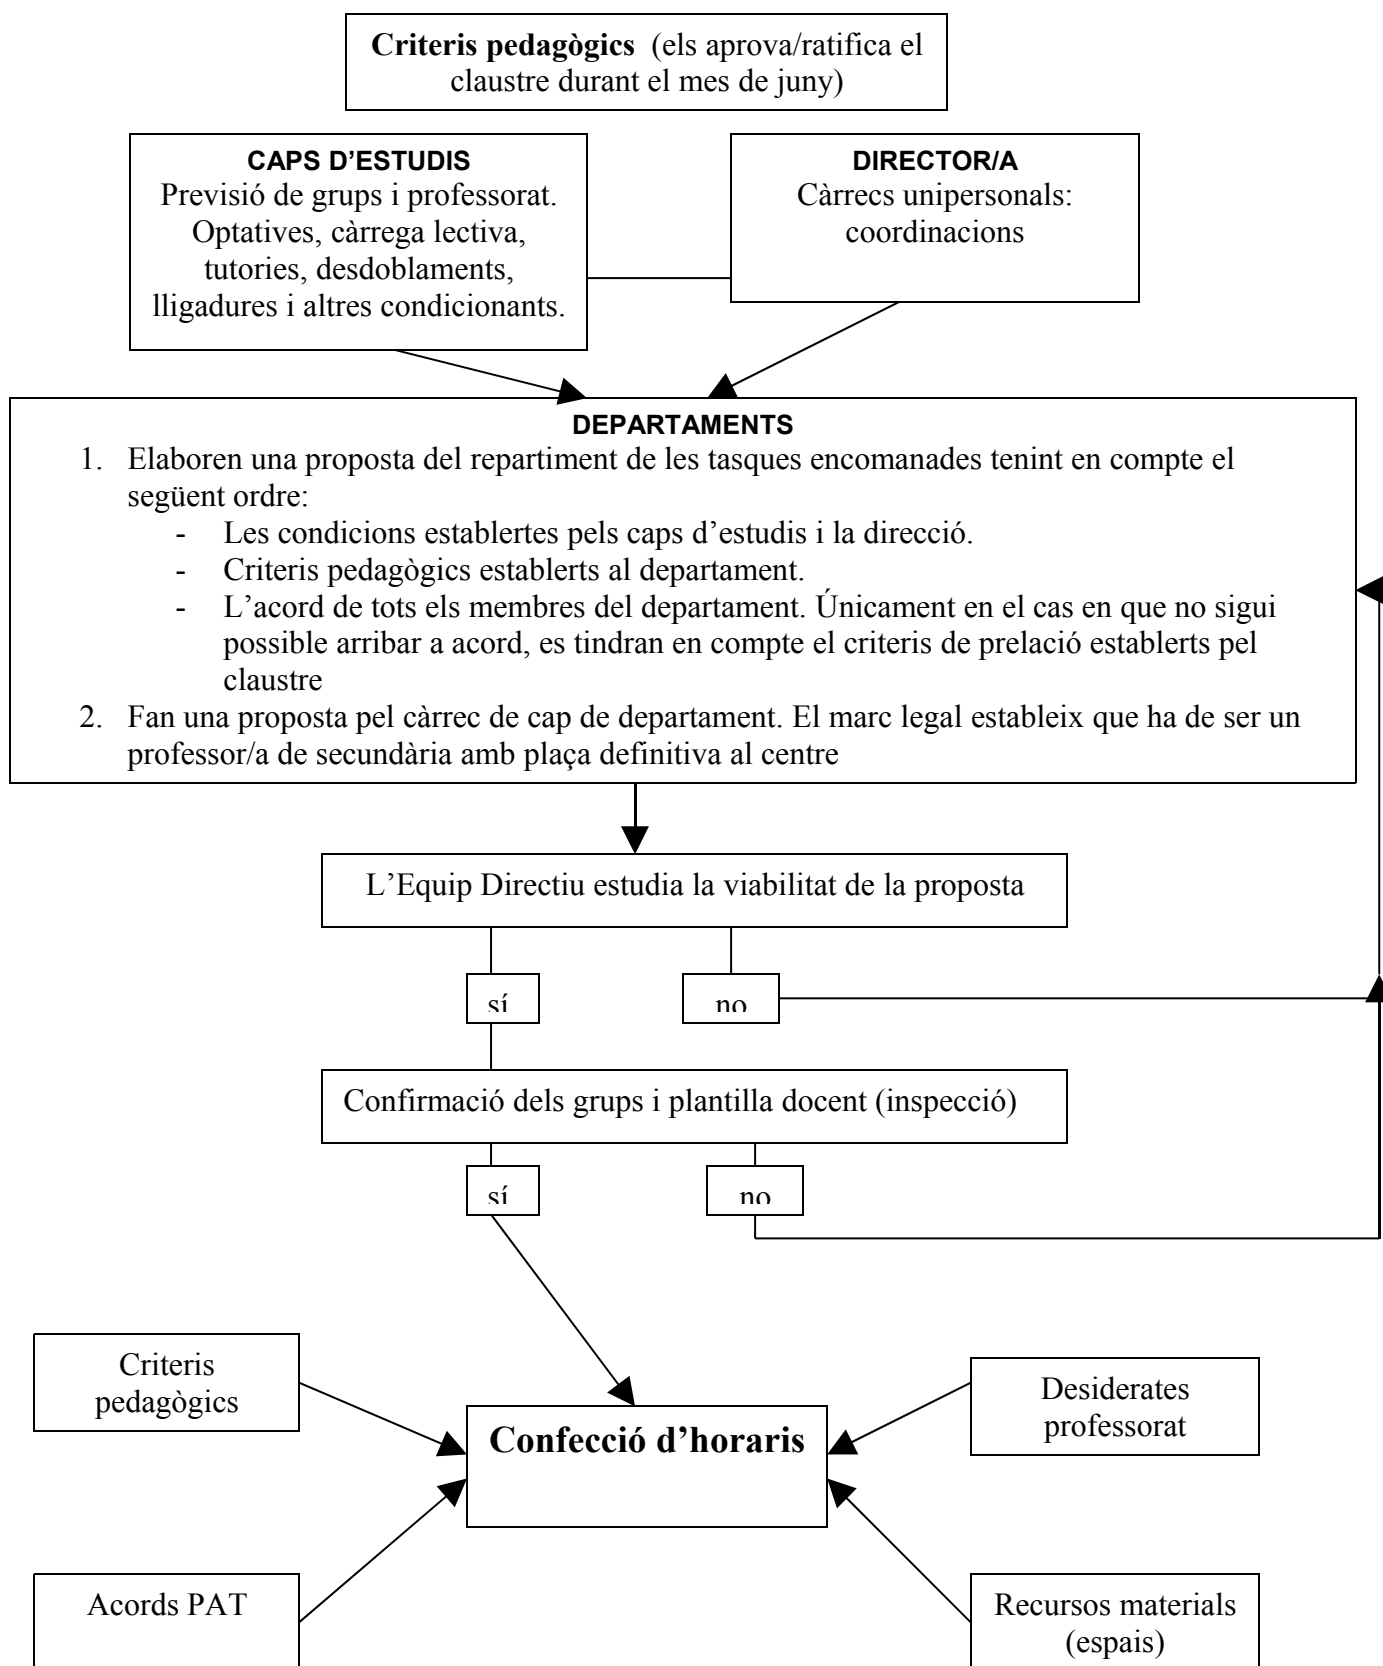 Criteris pedagògics (els aprova/ratifica el
claustre durant el mes de juny)
CAPS D’ESTUDIS
Previsió de grups i professorat.
Optatives, càrrega lectiva,
tutories, desdoblaments,
lligadures i altres condicionants.
DIRECTOR/A
Càrrecs unipersonals:
coordinacions
DEPARTAMENTS
1. Elaboren una proposta del repartiment de les tasques encomanades tenint en compte el
següent ordre:
- Les condicions establertes pels caps d’estudis i la direcció.
- Criteris pedagògics establerts al departament.
- L’acord de tots els membres del departament. Únicament en el cas en que no sigui
possible arribar a acord, es tindran en compte el criteris de prelació establerts pel
claustre
2. Fan una proposta pel càrrec de cap de departament. El marc legal estableix que ha de ser un
professor/a de secundària amb plaça definitiva al centre
L’Equip Directiu estudia la viabilitat de la proposta
sí
no
Confirmació dels grups i plantilla docent (inspecció)
sí
no
Criteris
pedagògics
Desiderates
professorat
Confecció d’horaris
Acords PAT
Recursos materials
(espais)